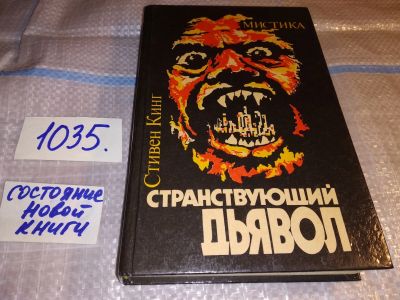 МИСТИКА
Стивен Кинг
СТРАНСТВУЮЩИЙ
ДЬЯВОЛ
1035.
СОСТОЯНИЕ
НОВОЙ
КНИГИ